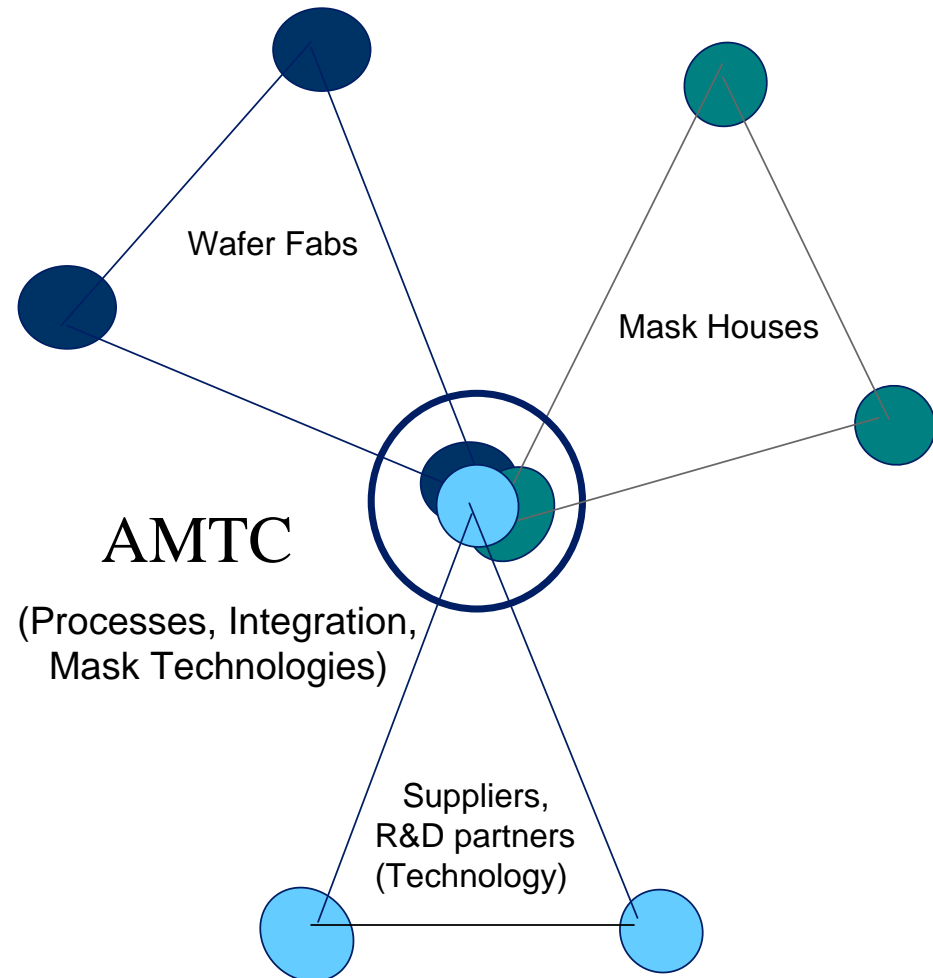 Wafer Fabs
Mask Houses
AMTC
(Processes, Integration,
Mask Technologies)
Suppliers,
R&D partners
(Technology)